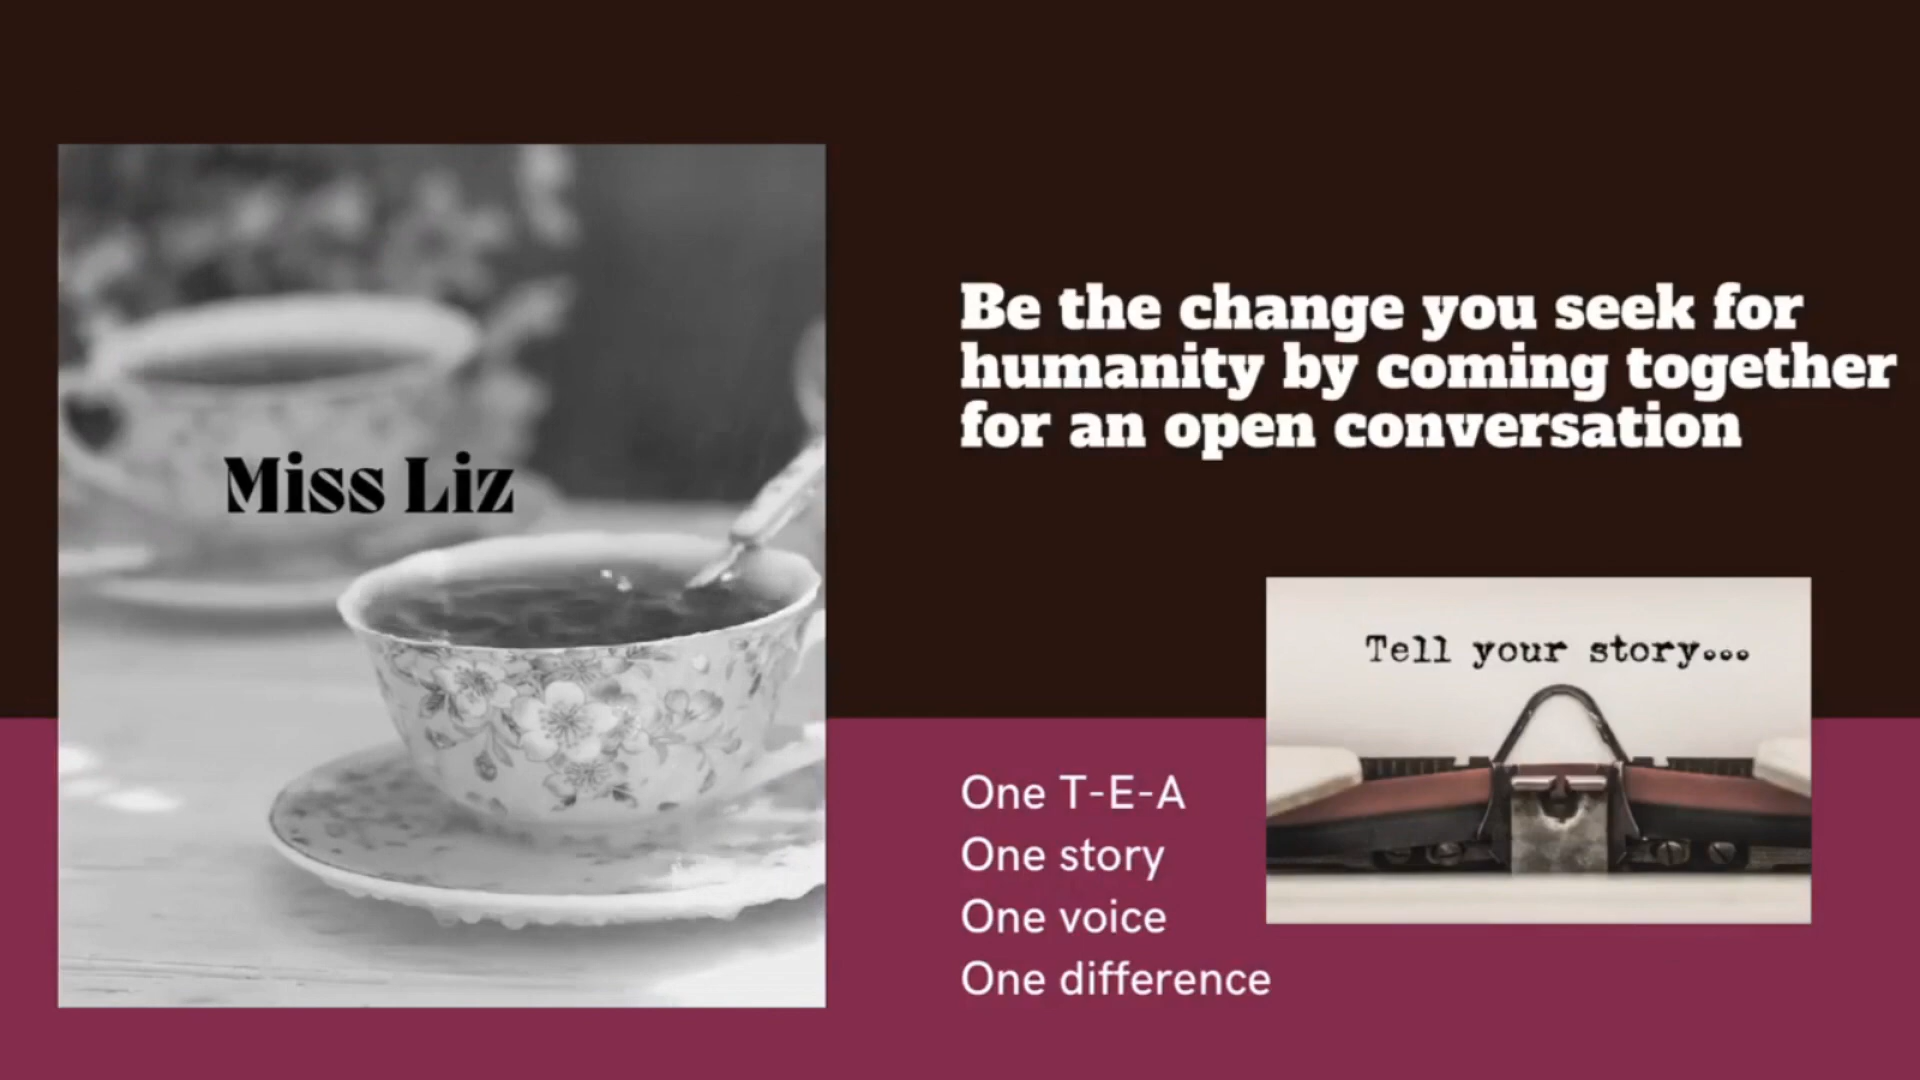 Miss Liz
Be the change you seek for
humanity by coming together
for an open conversation
Tell your story...
One T-E-A
One story
One voice
One difference